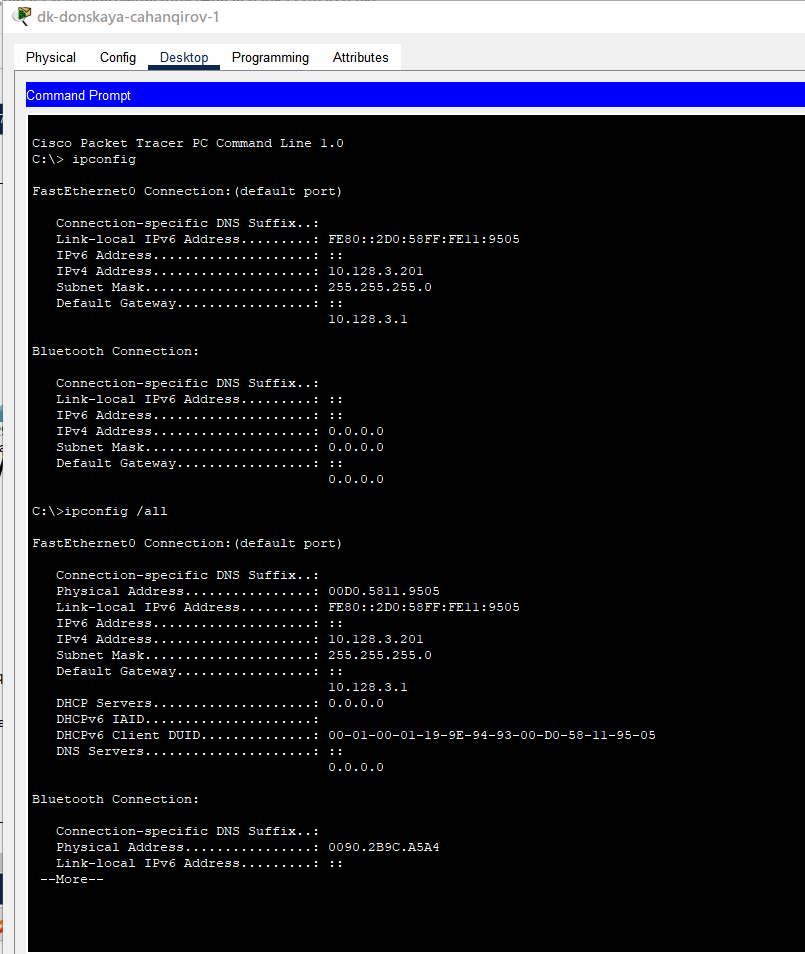 dk-donskaya-cahanqirov-1
Physical Config Desktop Programming Attributes
Command Prompt
Cisco Packet Tracer PC Command Line 1.0
C:\> ipconfig
FastEthernet0 Connection:(default port)
Connection-specific DNS Suffix..:
Link-local IPv6 Address.........: FE80::2D0:58FF:FE11:9505
IPv6 Address....................: ::
IPv4 Address....................: 10.128.3.201
Subnet Mask.....................: 255.255.255.0
Default Gateway.................: ::
10.128.3.1
Bluetooth Connection:
Connection-specific DNS Suffix..:
Link-local IPv6 Address.........: ::
IPv6 Address....................: ::
IPv4 Address....................: 0.0.0.0
Subnet Mask.....................: 0.0.0.0
Default Gateway.................: ::
0.0.0.0
C:\>ipconfig /all
FastEthernet0 Connection:(default port)
Connection-specific DNS Suffix..:
Physical Address................: 00D0.5811.9505
Link-local IPv6 Address.........: FE80::2D0:58FF:FE11:9505
IPv6 Address....................: ::
IPv4 Address....................: 10.128.3.201
Subnet Mask.....................: 255.255.255.0
Default Gateway.................: ::
10.128.3.1
DHCP Servers....................: 0.0.0.0
DHCPv6 IAID.....................:
DHCPv6 Client DUID..............: 00-01-00-01-19-9E-94-93-00-D0-58-11-95-05
DNS Servers.....................: ::
0.0.0.0
Bluetooth Connection:
Connection-specific DNS Suffix..:
Physical Address................: 0090.2B9C.A5A4
Link-local IPv6 Address.........: ::
--More--